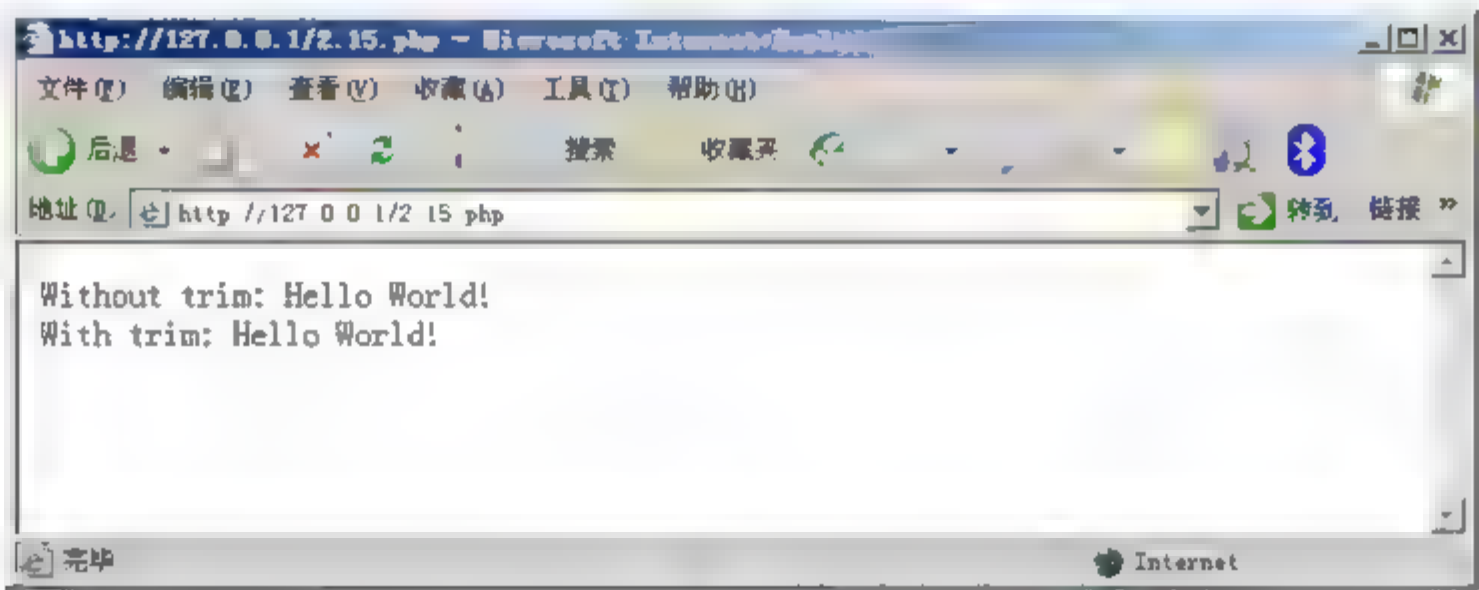 http://127.0.0.1/2.15.php - Microsoft Internet
文件(F) 编辑(E) 查看(V) 收藏(A) 工具(T) 帮助(H)
后退 搜索 收藏夹
地址(D) http //127 0 0 1/2 15 php 转到 链接 »
Without trim: Hello World!
With trim: Hello World!
完毕 Internet